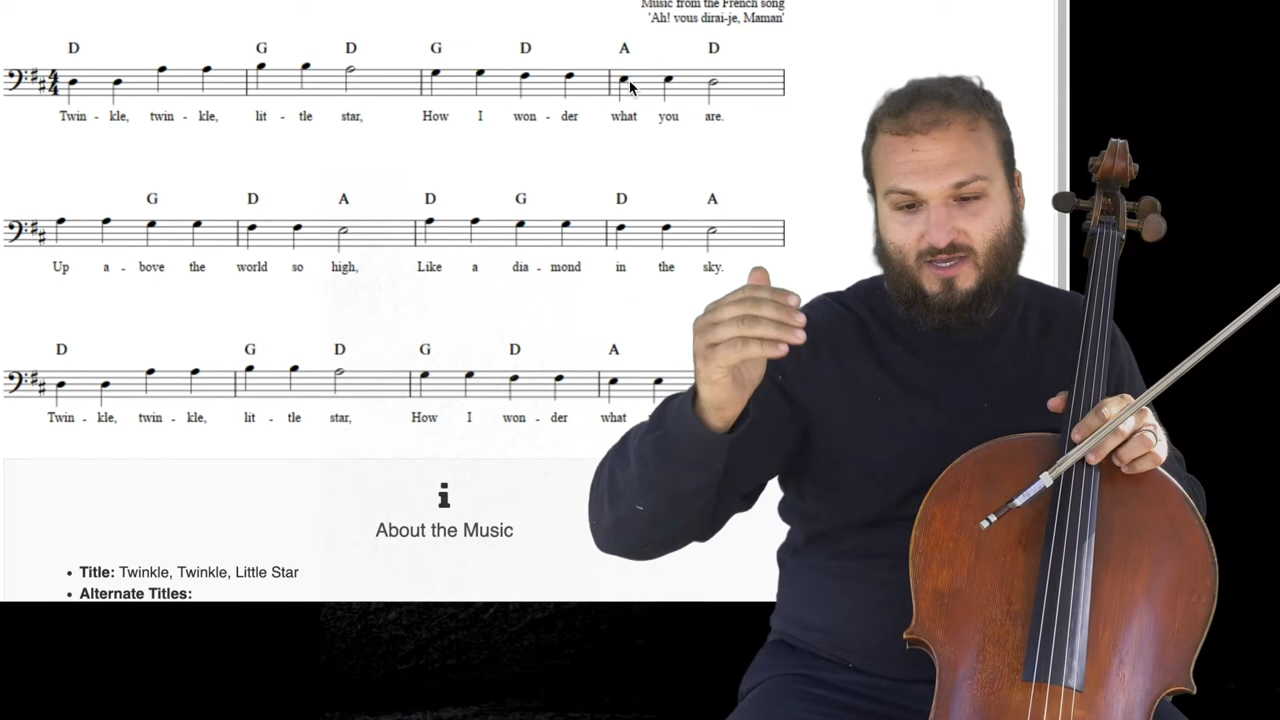 Music from the French song
'Ah! vous dirai-je, Maman'
D G D G D A D
4
4
Twin - kle, twin - kle, lit - tle star, How I won - der what you are.
G D A D G D A
Up a - bove the world so high, Like a dia - mond in the sky.
D G D G D A
Twin - kle, twin - kle, lit - tle star, How I won - der what
i
About the Music
• Title: Twinkle, Twinkle, Little Star
• Alternate Titles: